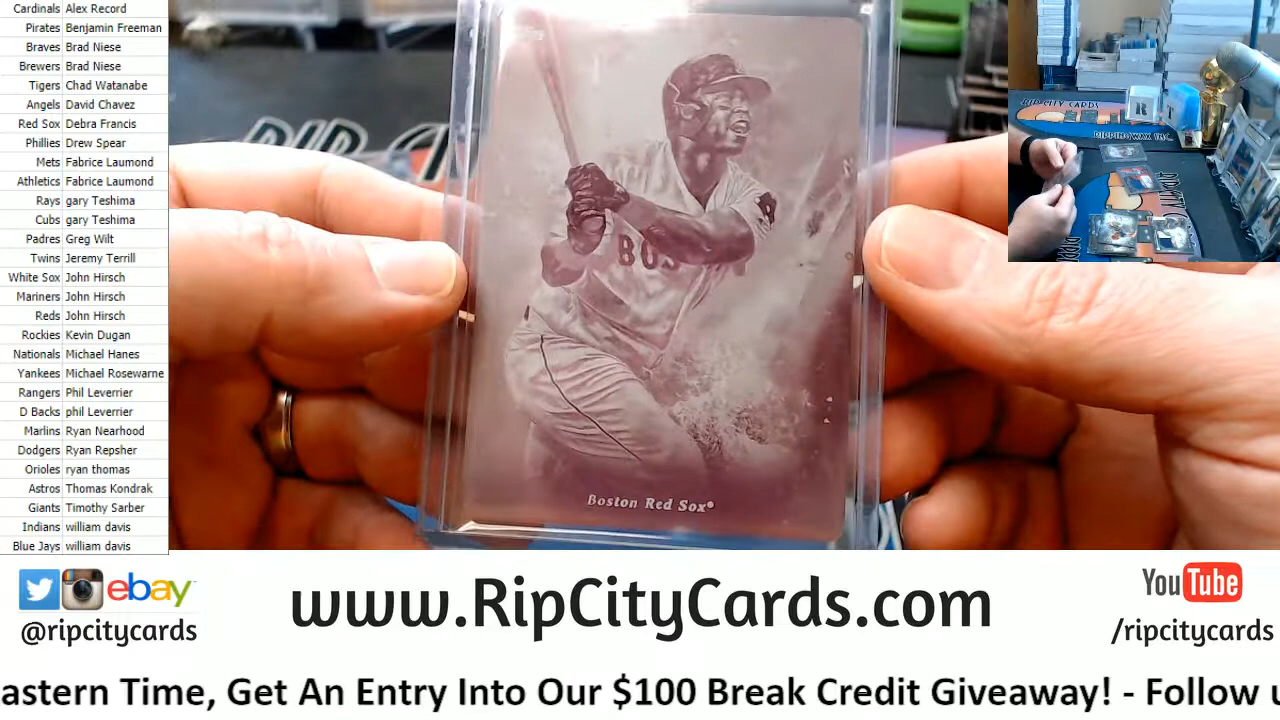 Cardinals Alex Record
Pirates Benjamin Freeman
Braves Brad Niese
Brewers Brad Niese
Tigers Chad Watanabe
Angels David Chavez
Red Sox Debra Francis
Phillies Drew Spear
Mets Fabrice Laumond
Athletics Fabrice Laumond
Rays gary Teshima
Cubs gary Teshima
Padres Greg Wilt
Twins Jeremy Terrill
White Sox John Hirsch
Mariners John Hirsch
Reds John Hirsch
Rockies Kevin Dugan
Nationals Michael Hanes
Yankees Michael Rosewarne
Rangers Phil Leverrier
D Backs phil Leverrier
Marlins Ryan Nearhood
Dodgers Ryan Repsher
Orioles ryan thomas
Astros Thomas Kondrak
Giants Timothy Sarber
Indians william davis
Blue Jays william davis
BOS
Boston Red Sox®
RIP CITY CARDS
RIPPINGWAX INC.
ebay
@ripcitycards
www.RipCityCards.com
YouTube
/ripcitycards
astern Time, Get An Entry Into Our $100 Break Credit Giveaway! - Follow u